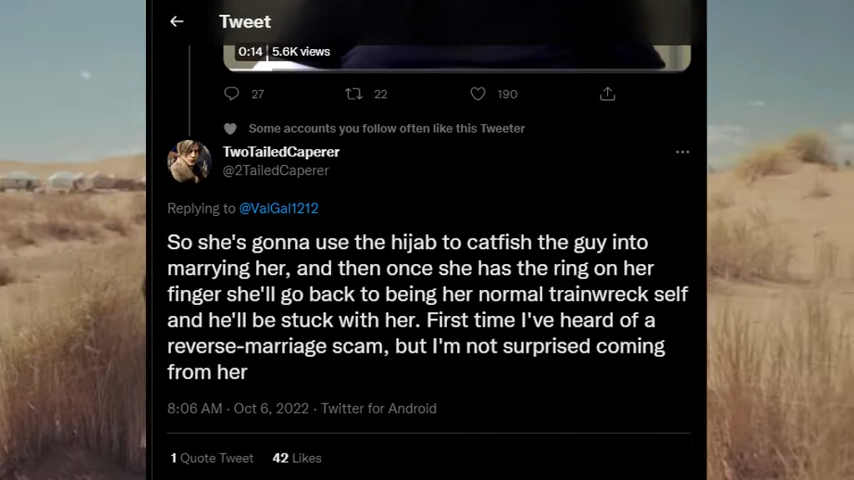 Tweet
0:14 5.6K views
27 22 190
Some accounts you follow often like this Tweeter
TwoTailedCaperer
@2TailedCaperer
Replying to @ValGal1212
So she's gonna use the hijab to catfish the guy into
marrying her, and then once she has the ring on her
finger she'll go back to being her normal trainwreck self
and he'll be stuck with her. First time I've heard of a
reverse-marriage scam, but I'm not surprised coming
from her
8:06 AM · Oct 6, 2022 · Twitter for Android
1 Quote Tweet 42 Likes